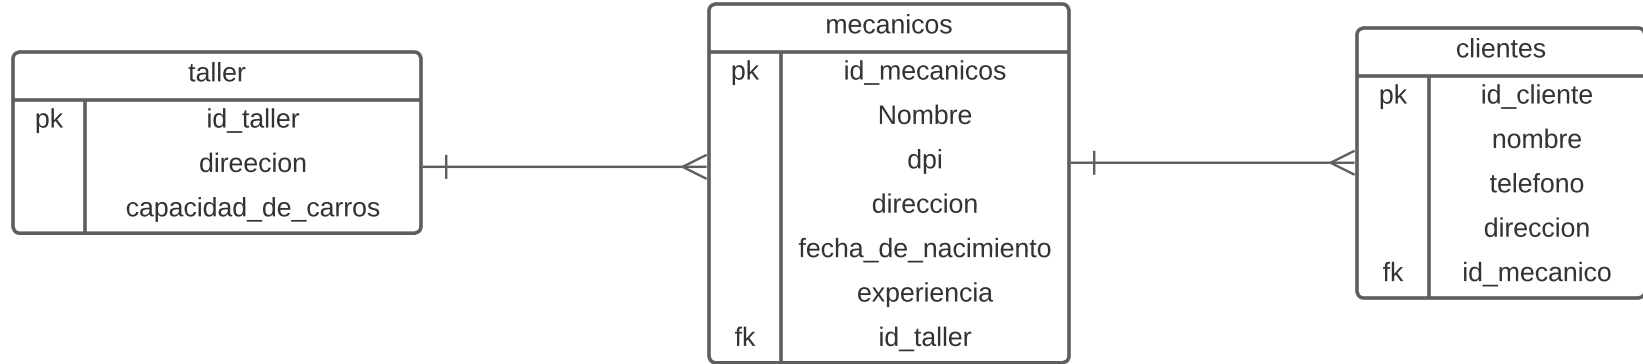 taller
pk id_taller
direecion
capacidad_de_carros
mecanicos
pk id_mecanicos
Nombre
dpi
direccion
fecha_de_nacimiento
experiencia
fk id_taller
clientes
pk id_cliente
nombre
telefono
direccion
fk id_mecanico